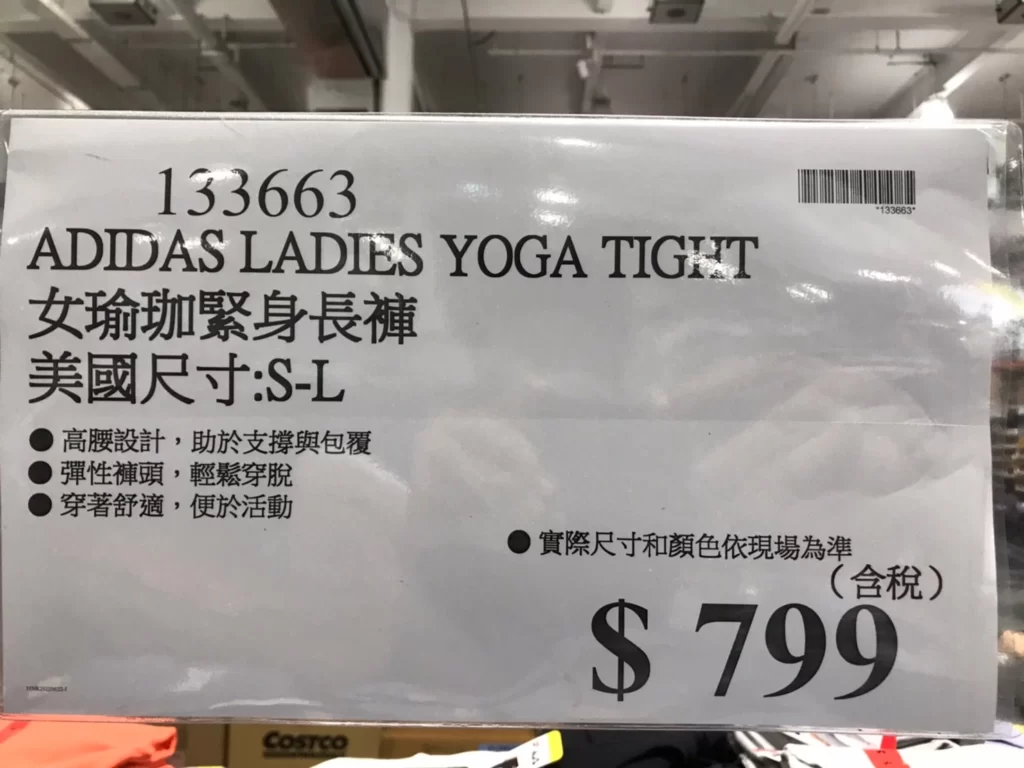 133663
*133663*
ADIDAS LADIES YOGA TIGHT
女瑜珈緊身長褲
美國尺寸:S-L
● 高腰設計，助於支撐與包覆
● 彈性褲頭，輕鬆穿脫
● 穿著舒適，便於活動
● 實際尺寸和顏色依現場為準
（含稅）
$ 799
COSTCO